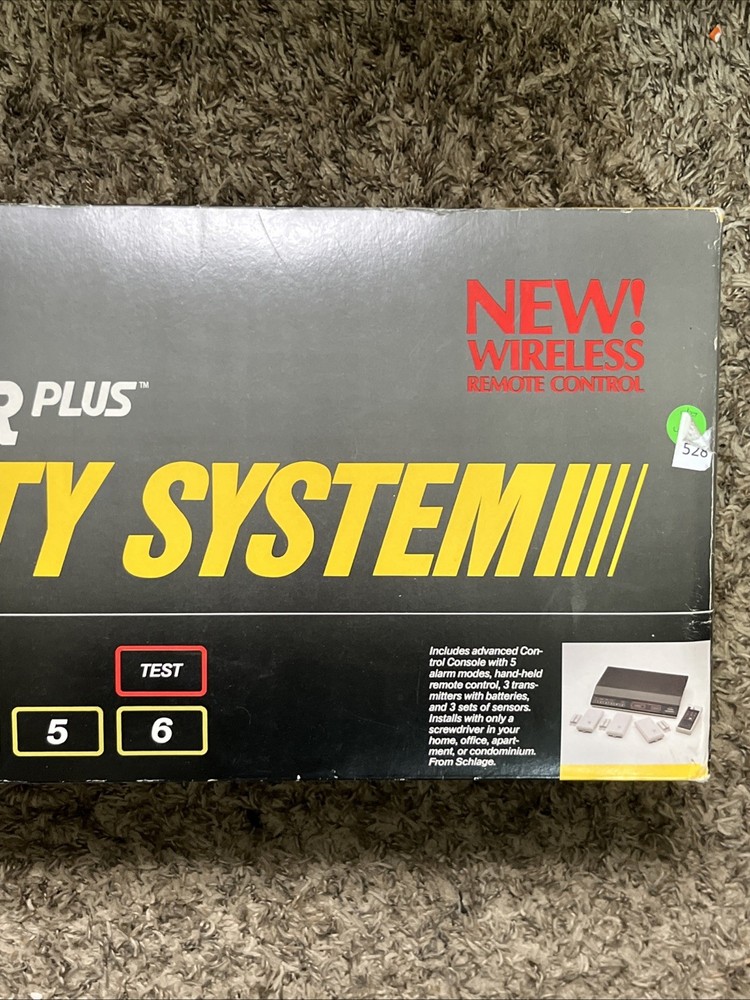 NEW!
WIRELESS
REMOTE CONTROL
R PLUS™
528
TY SYSTEM
TEST
5 6
Includes advanced Con-
trol Console with 5
alarm modes, hand-held
remote control, 3 trans-
mitters with batteries,
and 3 sets of sensors.
Installs with only a
screwdriver in your
home, office, apart-
ment, or condominium.
From Schlage.